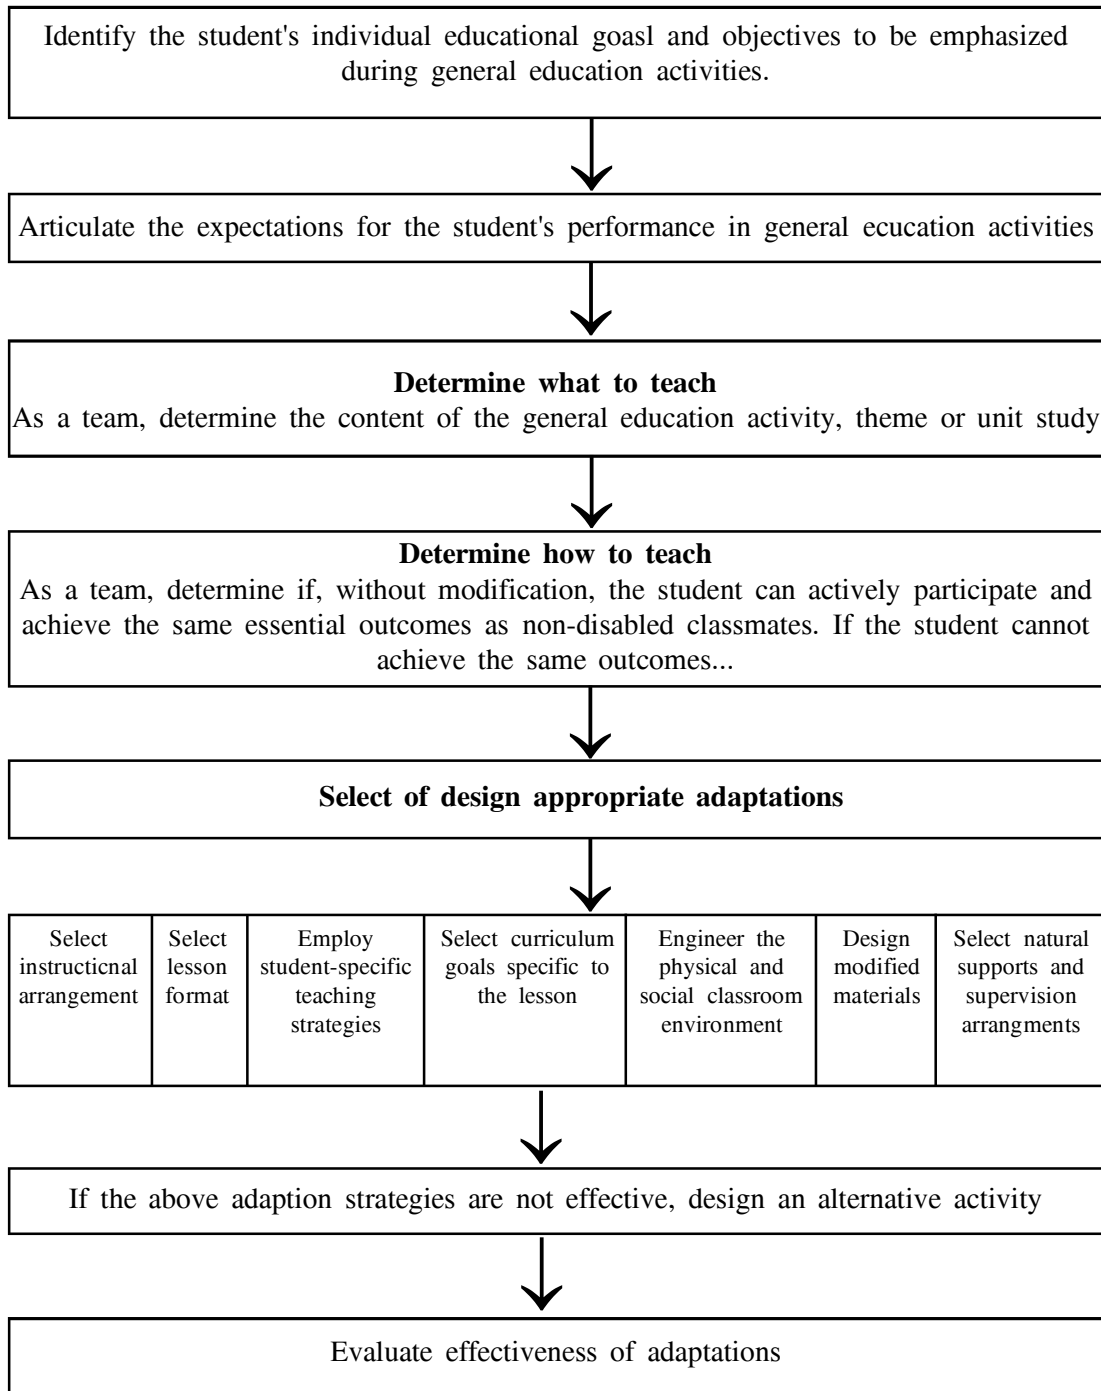 Identify the student's individual educational goasl and objectives to be emphasized
during general education activities.
Articulate the expectations for the student's performance in general ecucation activities
Determine what to teach
As a team, determine the content of the general education activity, theme or unit study
Determine how to teach
As a team, determine if, without modification, the student can actively participate and
achieve the same essential outcomes as non-disabled classmates. If the student cannot
achieve the same outcomes...
Select of design appropriate adaptations
Select
instructicnal
arrangement
Select
lesson
format
Employ
student-specific
teaching
strategies
Select curriculum
goals specific to
the lesson
Engineer the
physical and
social classroom
environment
Design
modified
materials
Select natural
supports and
supervision
arrangments
If the above adaption strategies are not effective, design an alternative activity
Evaluate effectiveness of adaptations